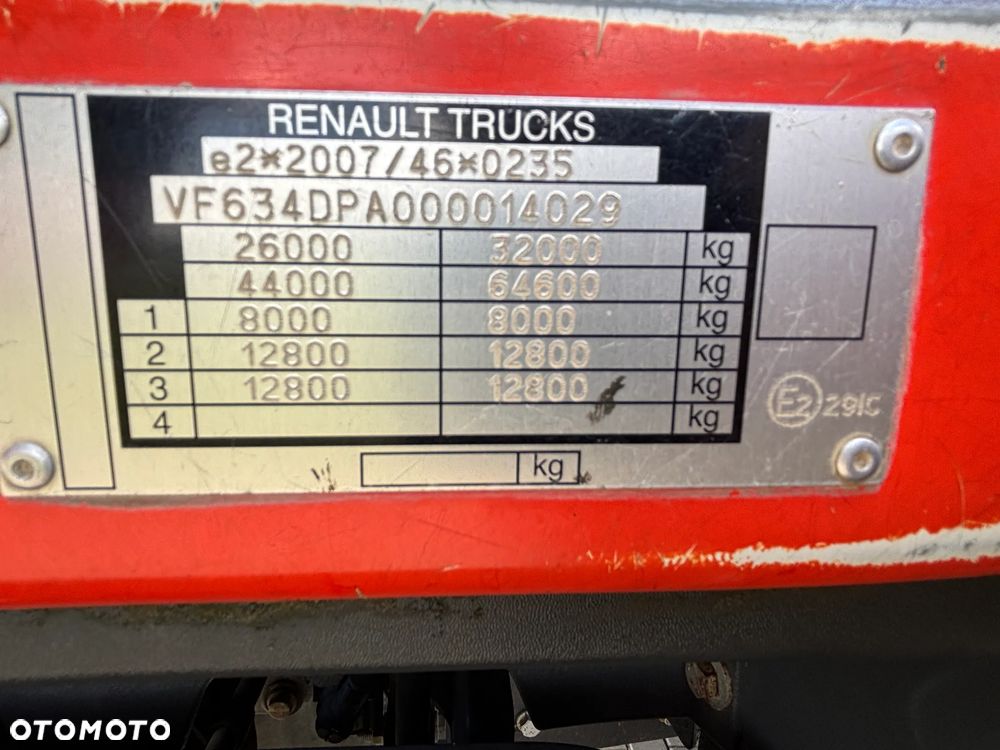 RENAULT TRUCKS
e2*2007/46*0235
VF634DPA000014029
26000 32000 kg
44000 64600 kg
1 8000 8000 kg
2 12800 12800 kg
3 12800 12800 kg
4 kg
kg
E2 291C
OTOMOTO